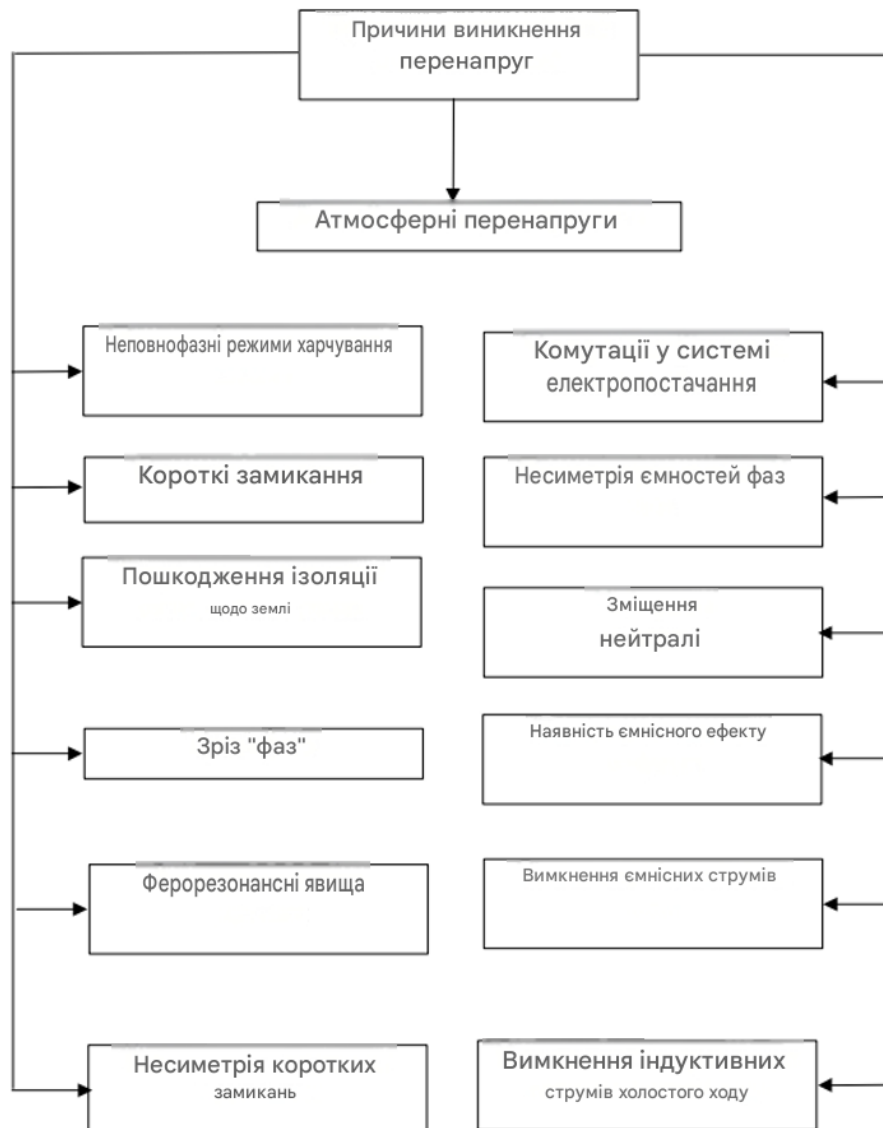 Причини виникнення
перенапруг
Атмосферні перенапруги
Неповнофазні режими харчування
Короткі замикання
Пошкодження ізоляції
щодо землі
Зріз "фаз"
Ферорезонансні явища
Несиметрія коротких
замикань
Комутації у системі
електропостачання
Несиметрія ємностей фаз
Зміщення
нейтралі
Наявність ємнісного ефекту
Вимкнення ємнісних струмів
Вимкнення індуктивних
струмів холостого ходу